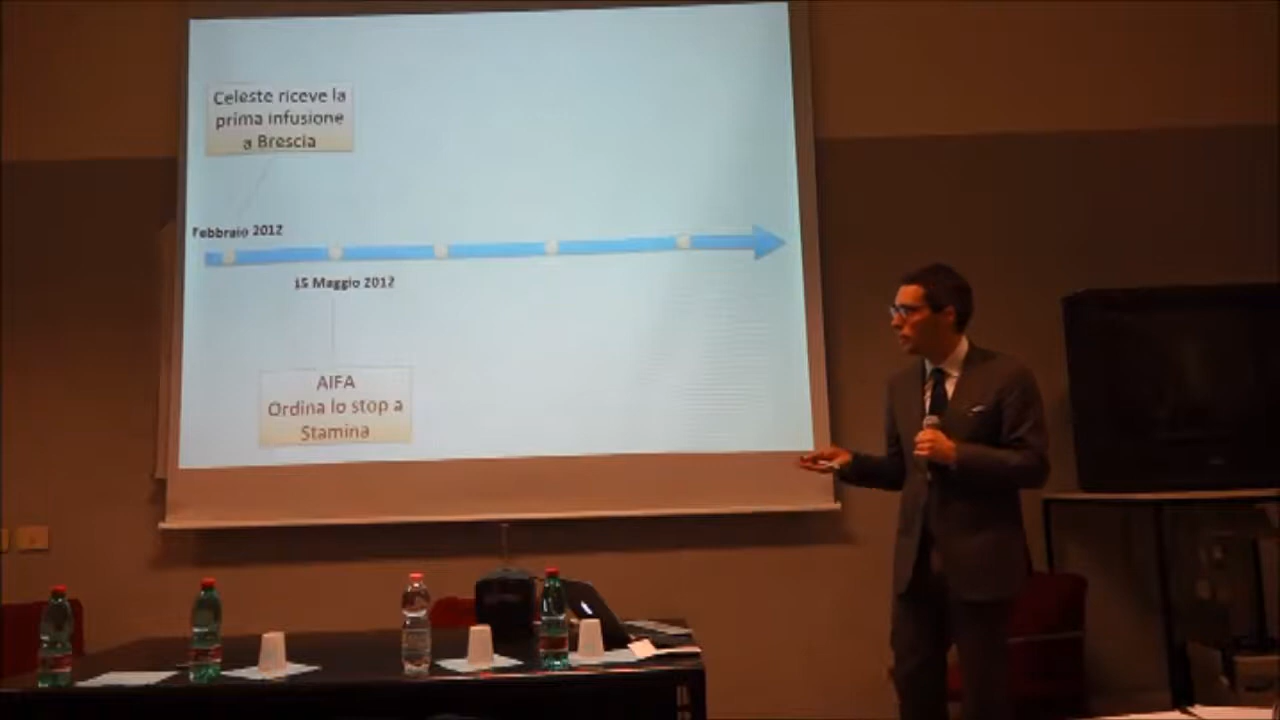 Celeste riceve la
prima infusione
a Brescia
Febbraio 2012
15 Maggio 2012
AIFA
Ordina lo stop a
Stamina